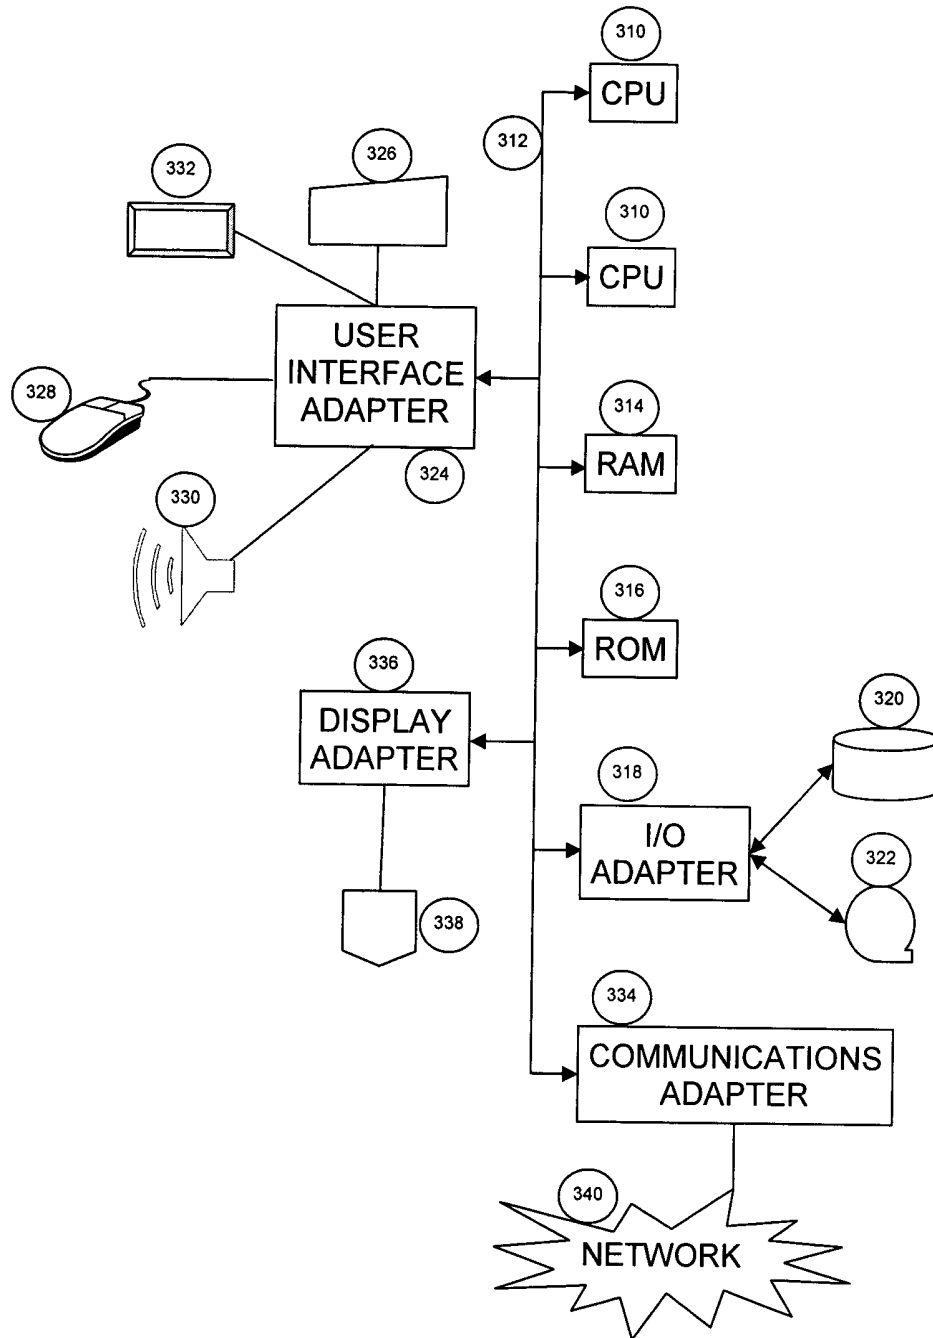 310
CPU
312
326
332
310
CPU
USER
INTERFACE
ADAPTER
328
324
314
RAM
330
316
ROM
336
DISPLAY
ADAPTER
320
318
I/O
ADAPTER
322
338
334
COMMUNICATIONS
ADAPTER
340
NETWORK